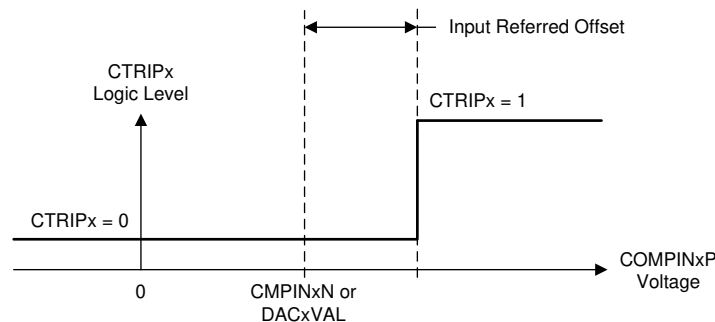 Input Referred Offset
CTRIPx
Logic Level
CTRIPx = 1
CTRIPx = 0
COMPINxP
Voltage
0
CMPINxN or
DACxVAL